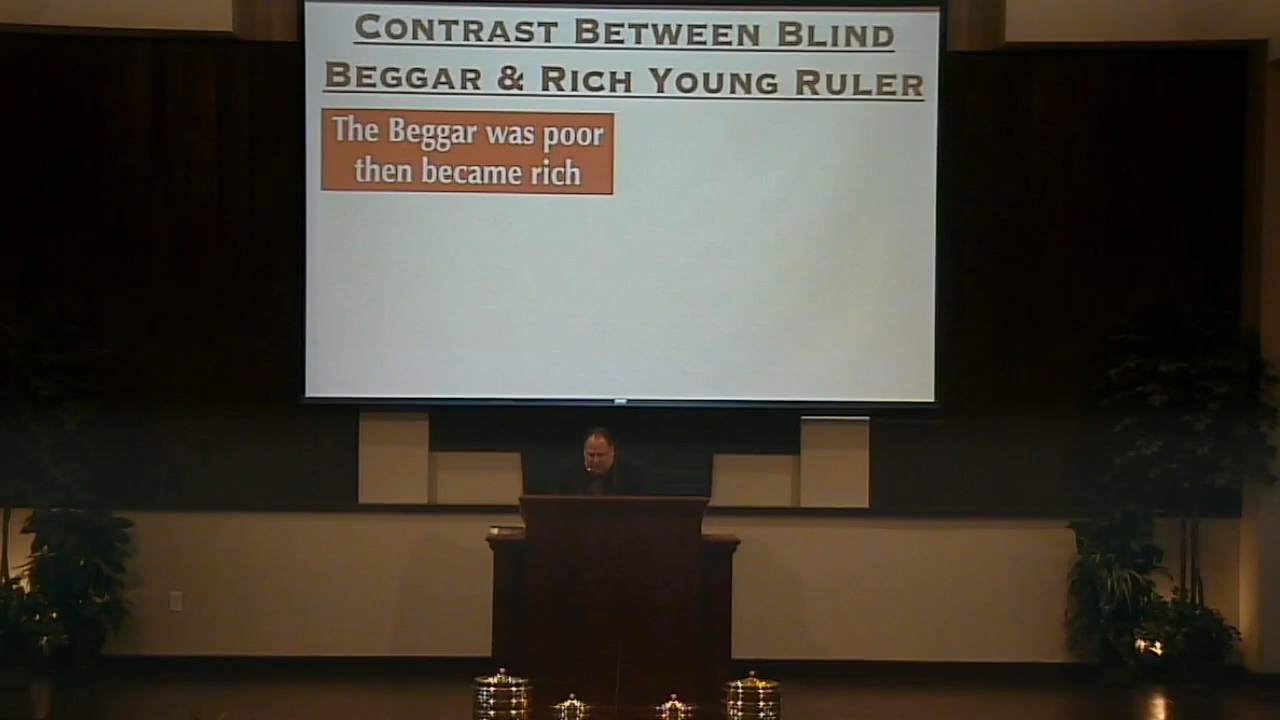 CONTRAST BETWEEN BLIND
BEGGAR & RICH YOUNG RULER
The Beggar was poor
then became rich